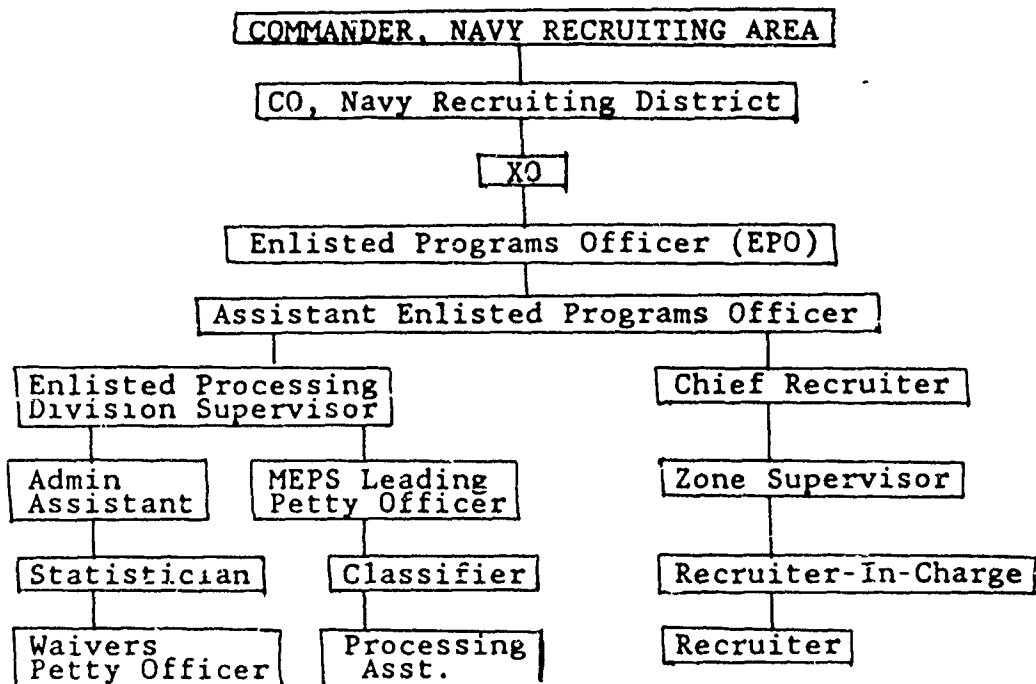 COMMANDER, NAVY RECRUITING AREA
CO, Navy Recruiting District
XO
Enlisted Programs Officer (EPO)
Assistant Enlisted Programs Officer
Enlisted Processing
Division Supervisor
Chief Recruiter
Admin
Assistant
MEPS Leading
Petty Officer
Zone Supervisor
Statistician
Classifier
Recruiter-In-Charge
Waivers
Petty Officer
Processing
Asst.
Recruiter